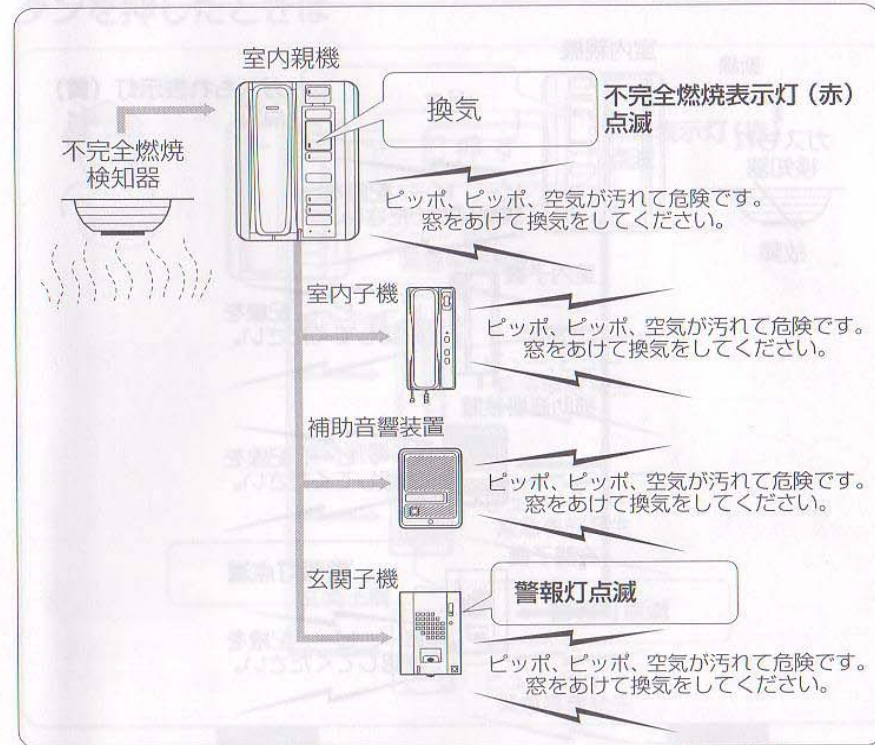 室内親機
換気
不完全燃焼表示灯（赤）
点滅
不完全燃焼
検知器
ピッポ、ピッポ、空気が汚れて危険です。
窓をあけて換気をしてください。
室内子機
ピッポ、ピッポ、空気が汚れて危険です。
窓をあけて換気をしてください。
補助音響装置
ピッポ、ピッポ、空気が汚れて危険です。
窓をあけて換気をしてください。
玄関子機
警報灯点滅
ピッポ、ピッポ、空気が汚れて危険です。
窓をあけて換気をしてください。